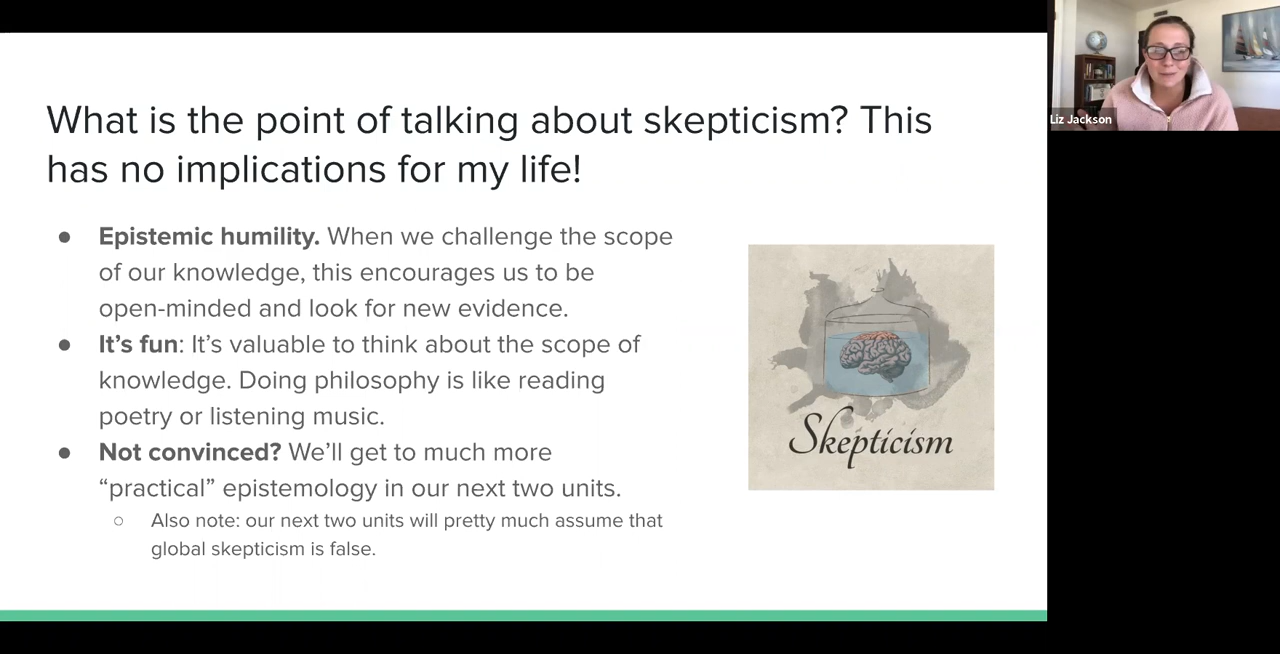 What is the point of talking about skepticism? This
has no implications for my life!
● Epistemic humility. When we challenge the scope
of our knowledge, this encourages us to be
open-minded and look for new evidence.
● It’s fun: It’s valuable to think about the scope of
knowledge. Doing philosophy is like reading
poetry or listening music.
● Not convinced? We’ll get to much more
“practical” epistemology in our next two units.
○ Also note: our next two units will pretty much assume that
global skepticism is false.
Skepticism
Liz Jackson